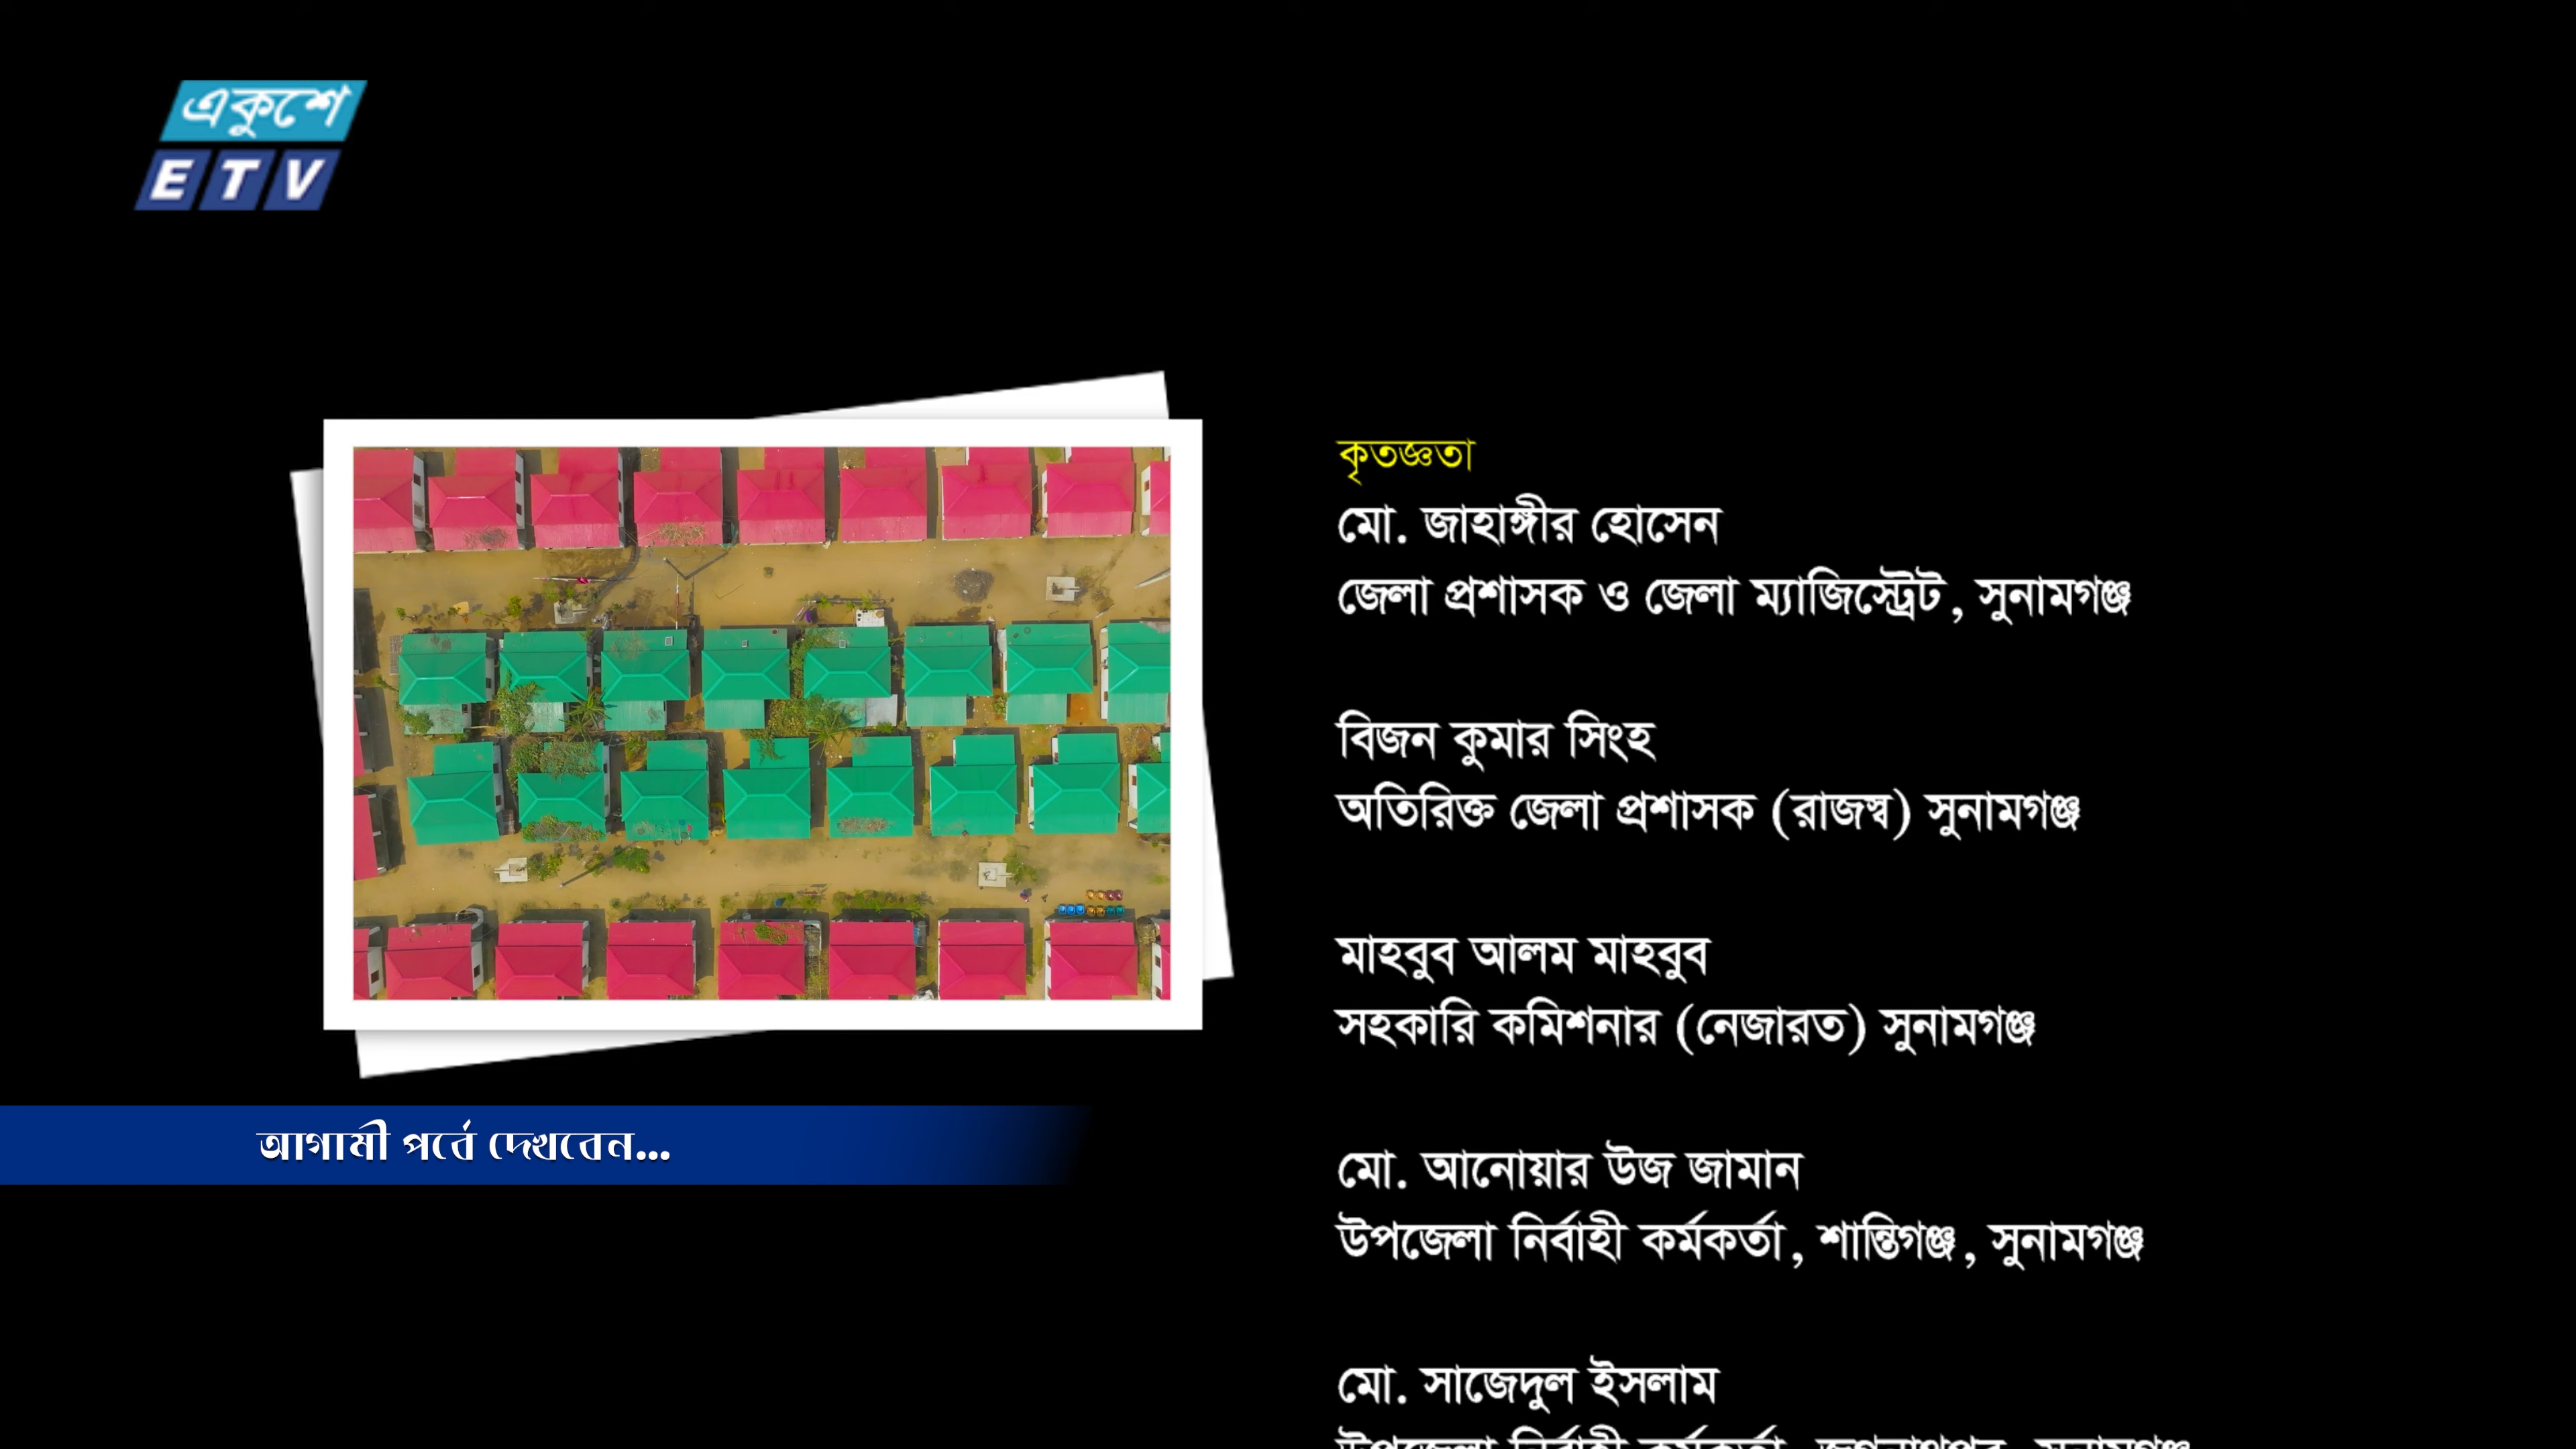 একুশে
ETV
কৃতজ্ঞতা
মো. জাহাঙ্গীর হোসেন
জেলা প্রশাসক ও জেলা ম্যাজিস্ট্রেট, সুনামগঞ্জ
বিজন কুমার সিংহ
অতিরিক্ত জেলা প্রশাসক (রাজস্ব) সুনামগঞ্জ
মাহবুব আলম মাহবুব
সহকারি কমিশনার (নেজারত) সুনামগঞ্জ
আগামী পর্বে দেখবেন...
মো. আনোয়ার উজ জামান
উপজেলা নির্বাহী কর্মকর্তা, শান্তিগঞ্জ, সুনামগঞ্জ
মো. সাজেদুল ইসলাম